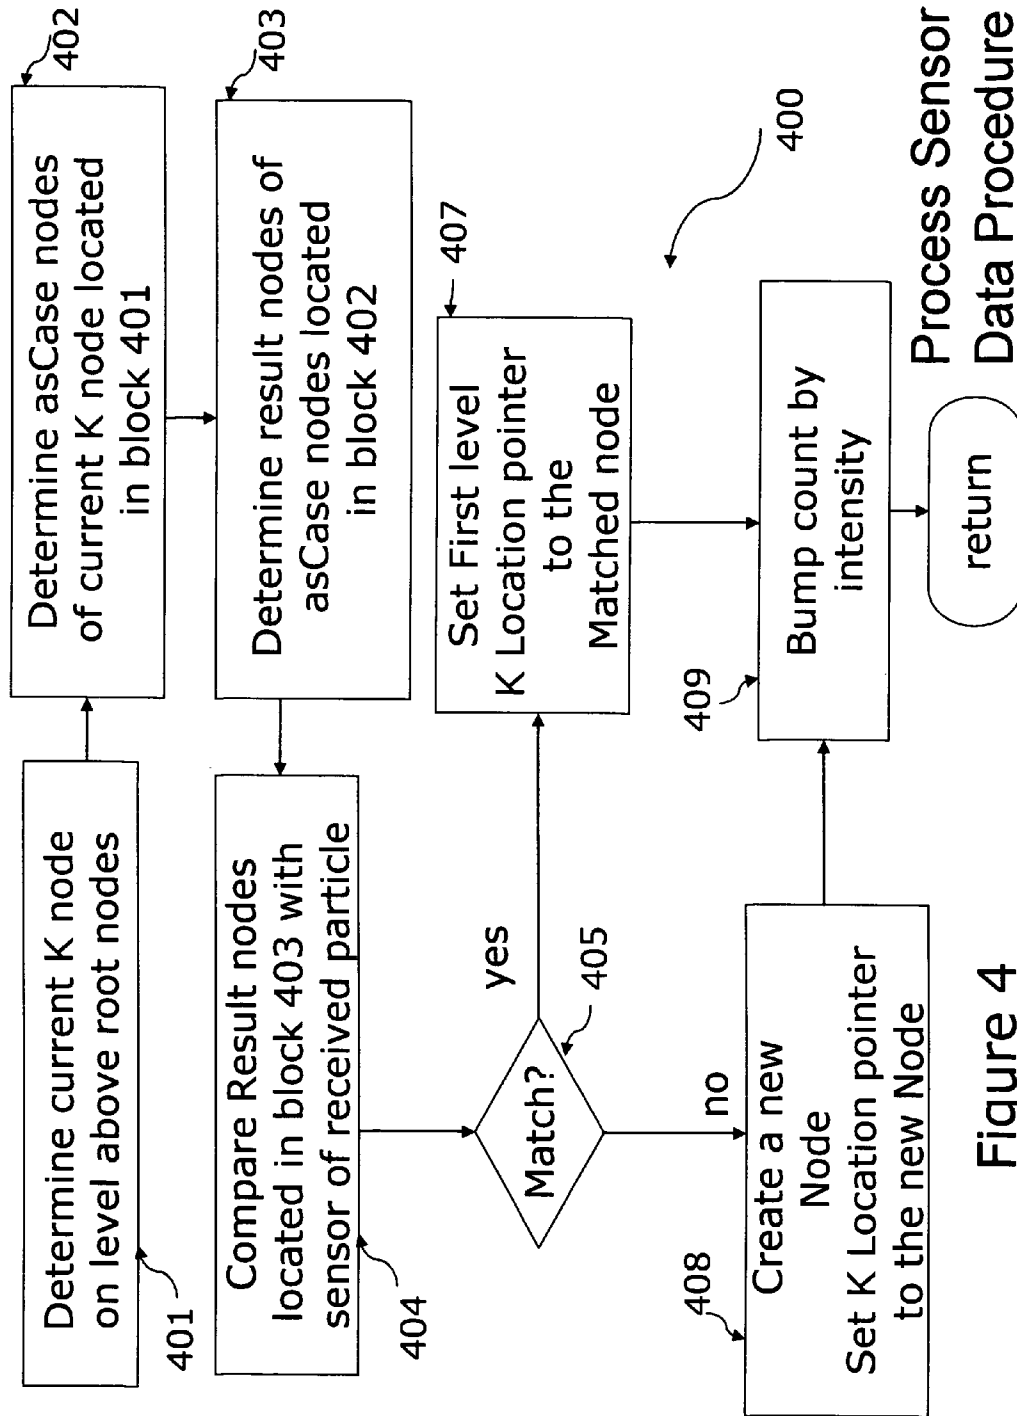 Determine current K node
on level above root nodes
401
Determine asCase nodes
of current K node located
in block 401
402
Compare Result nodes
located in block 403 with
sensor of received particle
404
Determine result nodes of
asCase nodes located
in block 402
403
Match?
405
yes
no
Set First level
K Location pointer
to the
Matched node
407
400
Create a new
Node
Set K Location pointer
to the new Node
408
Bump count by
intensity
409
return
Process Sensor
Data Procedure
Figure 4